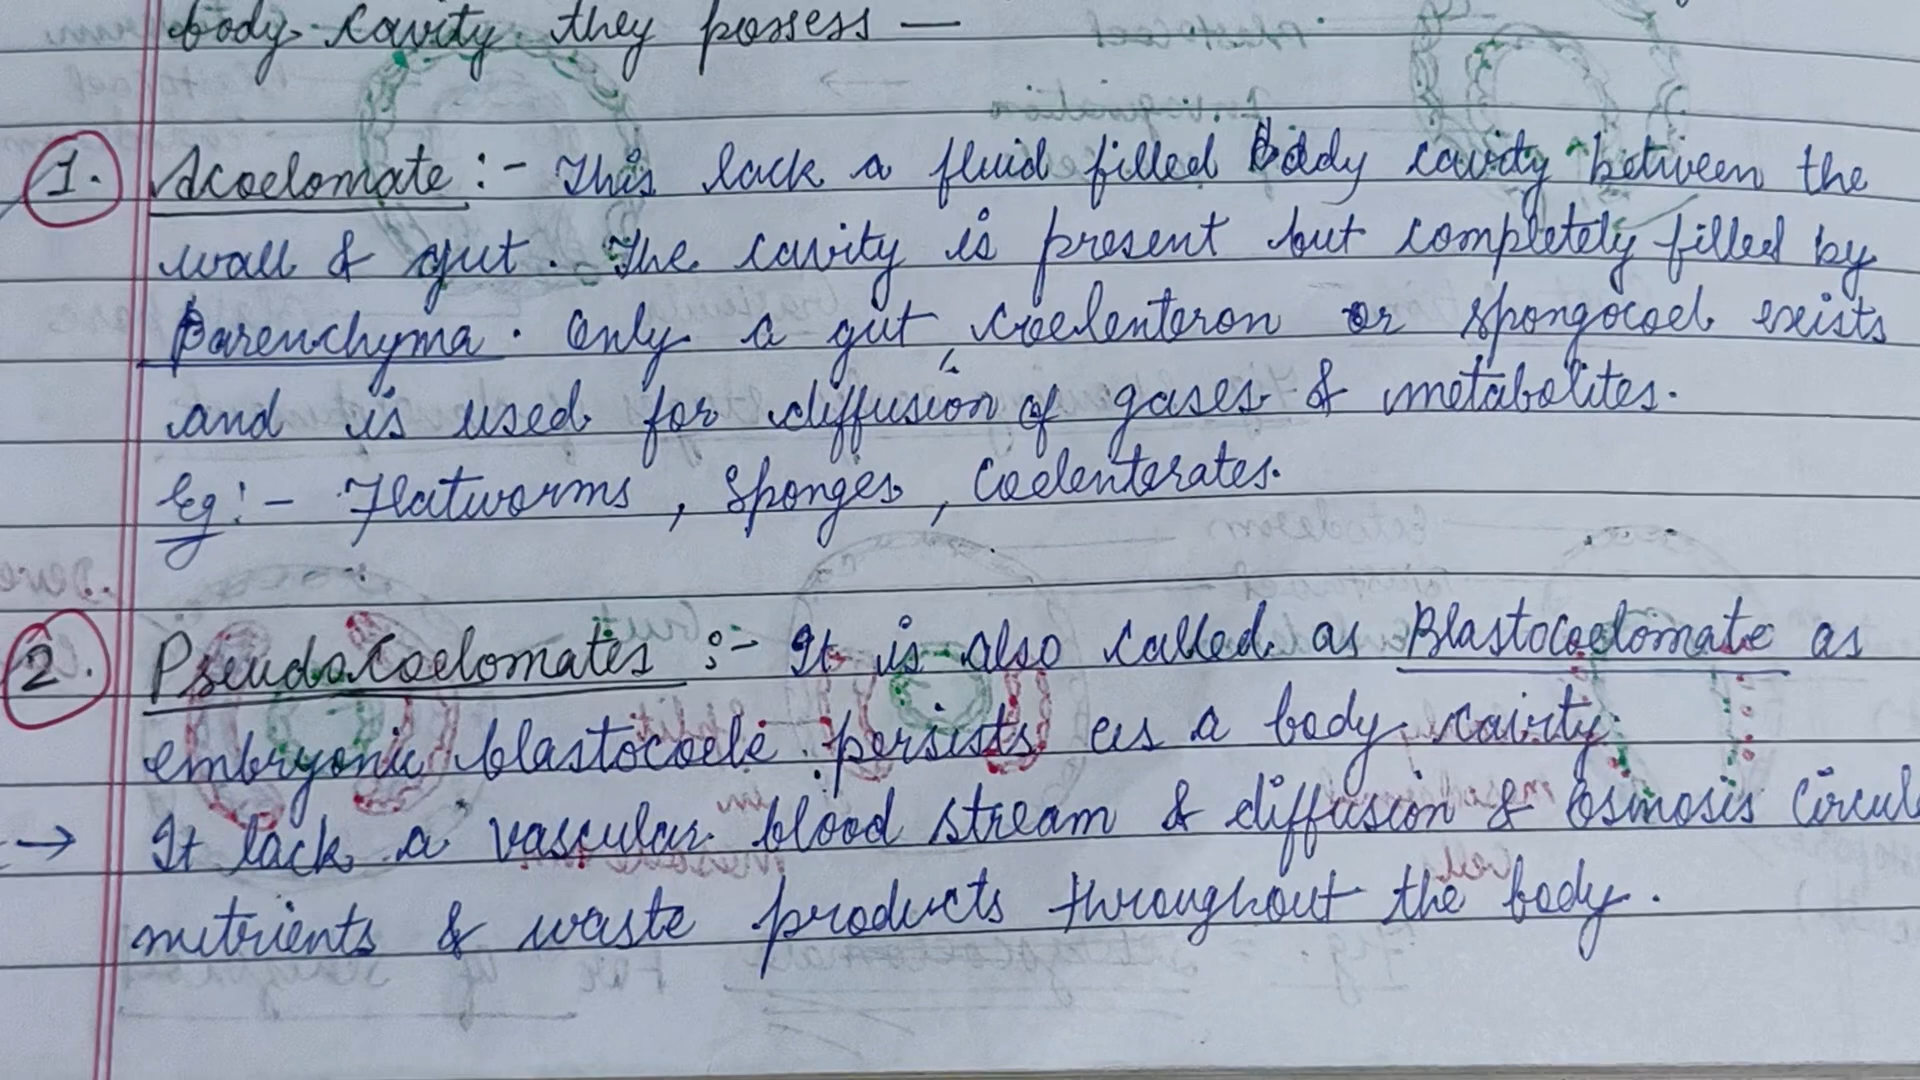 body cavity they possess —
1. Acoelomate :- This lack a fluid filled Body cavity between the
wall & gut. The cavity is present but completely filled by
Parenchyma. Only a gut, coelenteron or spongocoel exists
and is used for diffusion of gases & metabolites.
Eg:- Flatworms, Sponges, Coelenterates.
2. Pseudocoelomates :- It is also called as Blastocoelomate as
embryonic blastocoele persists as a body cavity.
→ It lack a vascular blood stream & diffusion & osmosis circul
nutrients & waste products throughout the body.